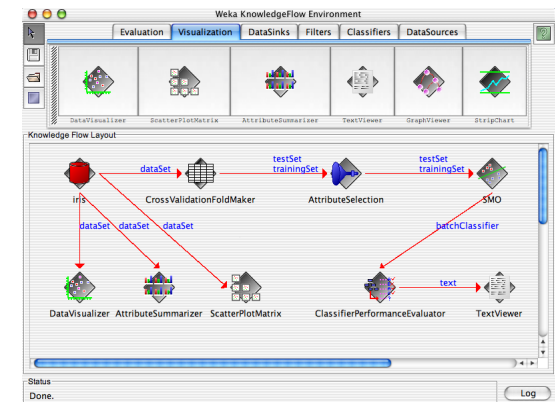 Weka KnowledgeFlow Environment
Evaluation Visualization DataSinks Filters Classifiers DataSources
DataVisualizer ScatterPlotMatrix AttributeSummarizer TextViewer GraphViewer StripChart
Knowledge Flow Layout
dataSet testSet trainingSet testSet trainingSet
iris CrossValidationFoldMaker AttributeSelection SMO
dataSet dataSet dataSet batchClassifier
text
DataVisualizer AttributeSummarizer ScatterPlotMatrix ClassifierPerformanceEvaluator TextViewer
Status
Done. Log